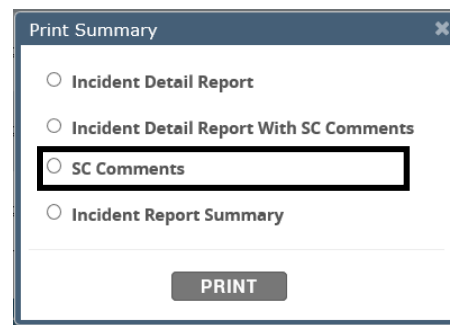 Print Summary
Incident Detail Report
Incident Detail Report With SC Comments
SC Comments
Incident Report Summary
PRINT